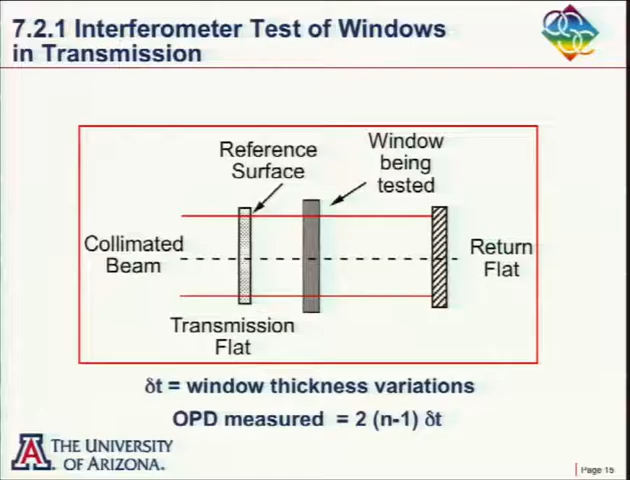 7.2.1 Interferometer Test of Windows
in Transmission
Reference
Surface
Window
being
tested
Collimated
Beam
Return
Flat
Transmission
Flat
δt = window thickness variations
OPD measured = 2 (n-1) δt
A
THE UNIVERSITY
OF ARIZONA.
Page 15